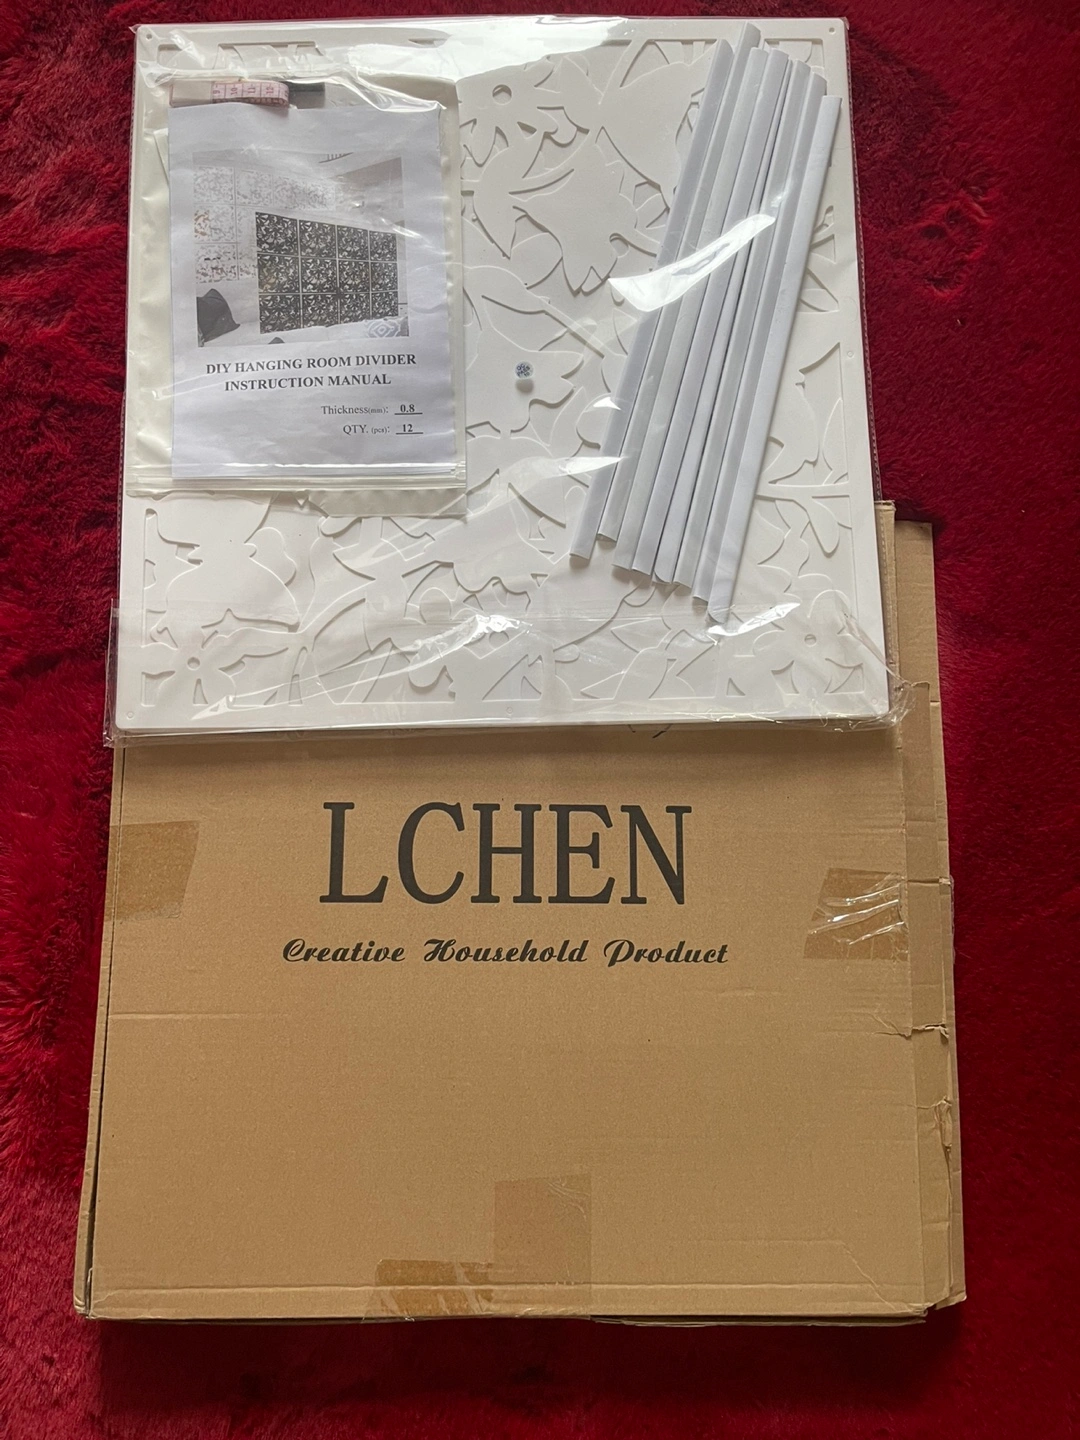 DIY HANGING ROOM DIVIDER
INSTRUCTION MANUAL
Thickness(mm): 0.8
QTY. (pcs): 12
LCHEN
Creative Household Product